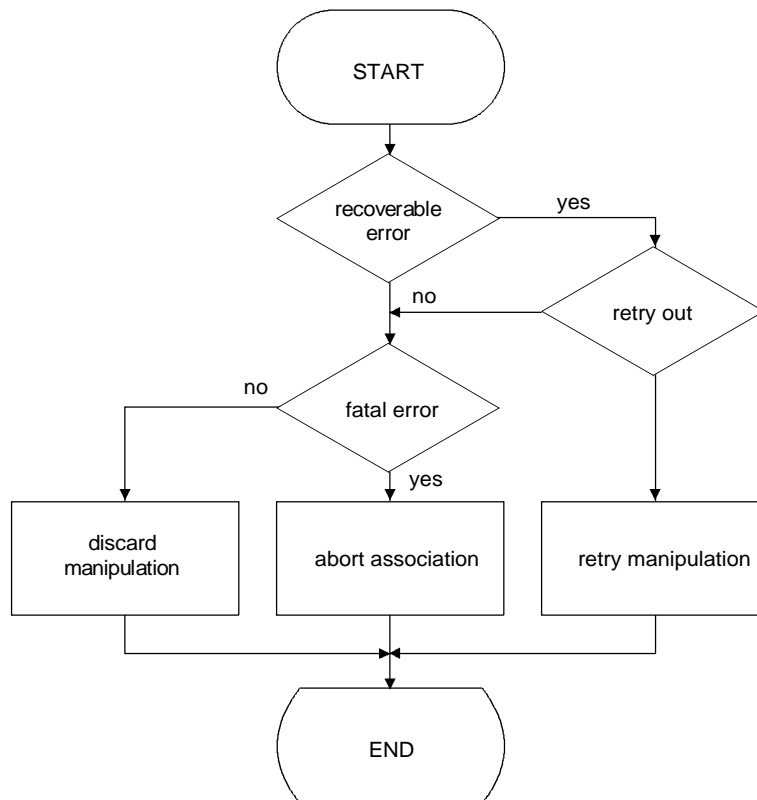 START
recoverable
error
yes
no
retry out
no
fatal error
yes
discard
manipulation
abort association
retry manipulation
END